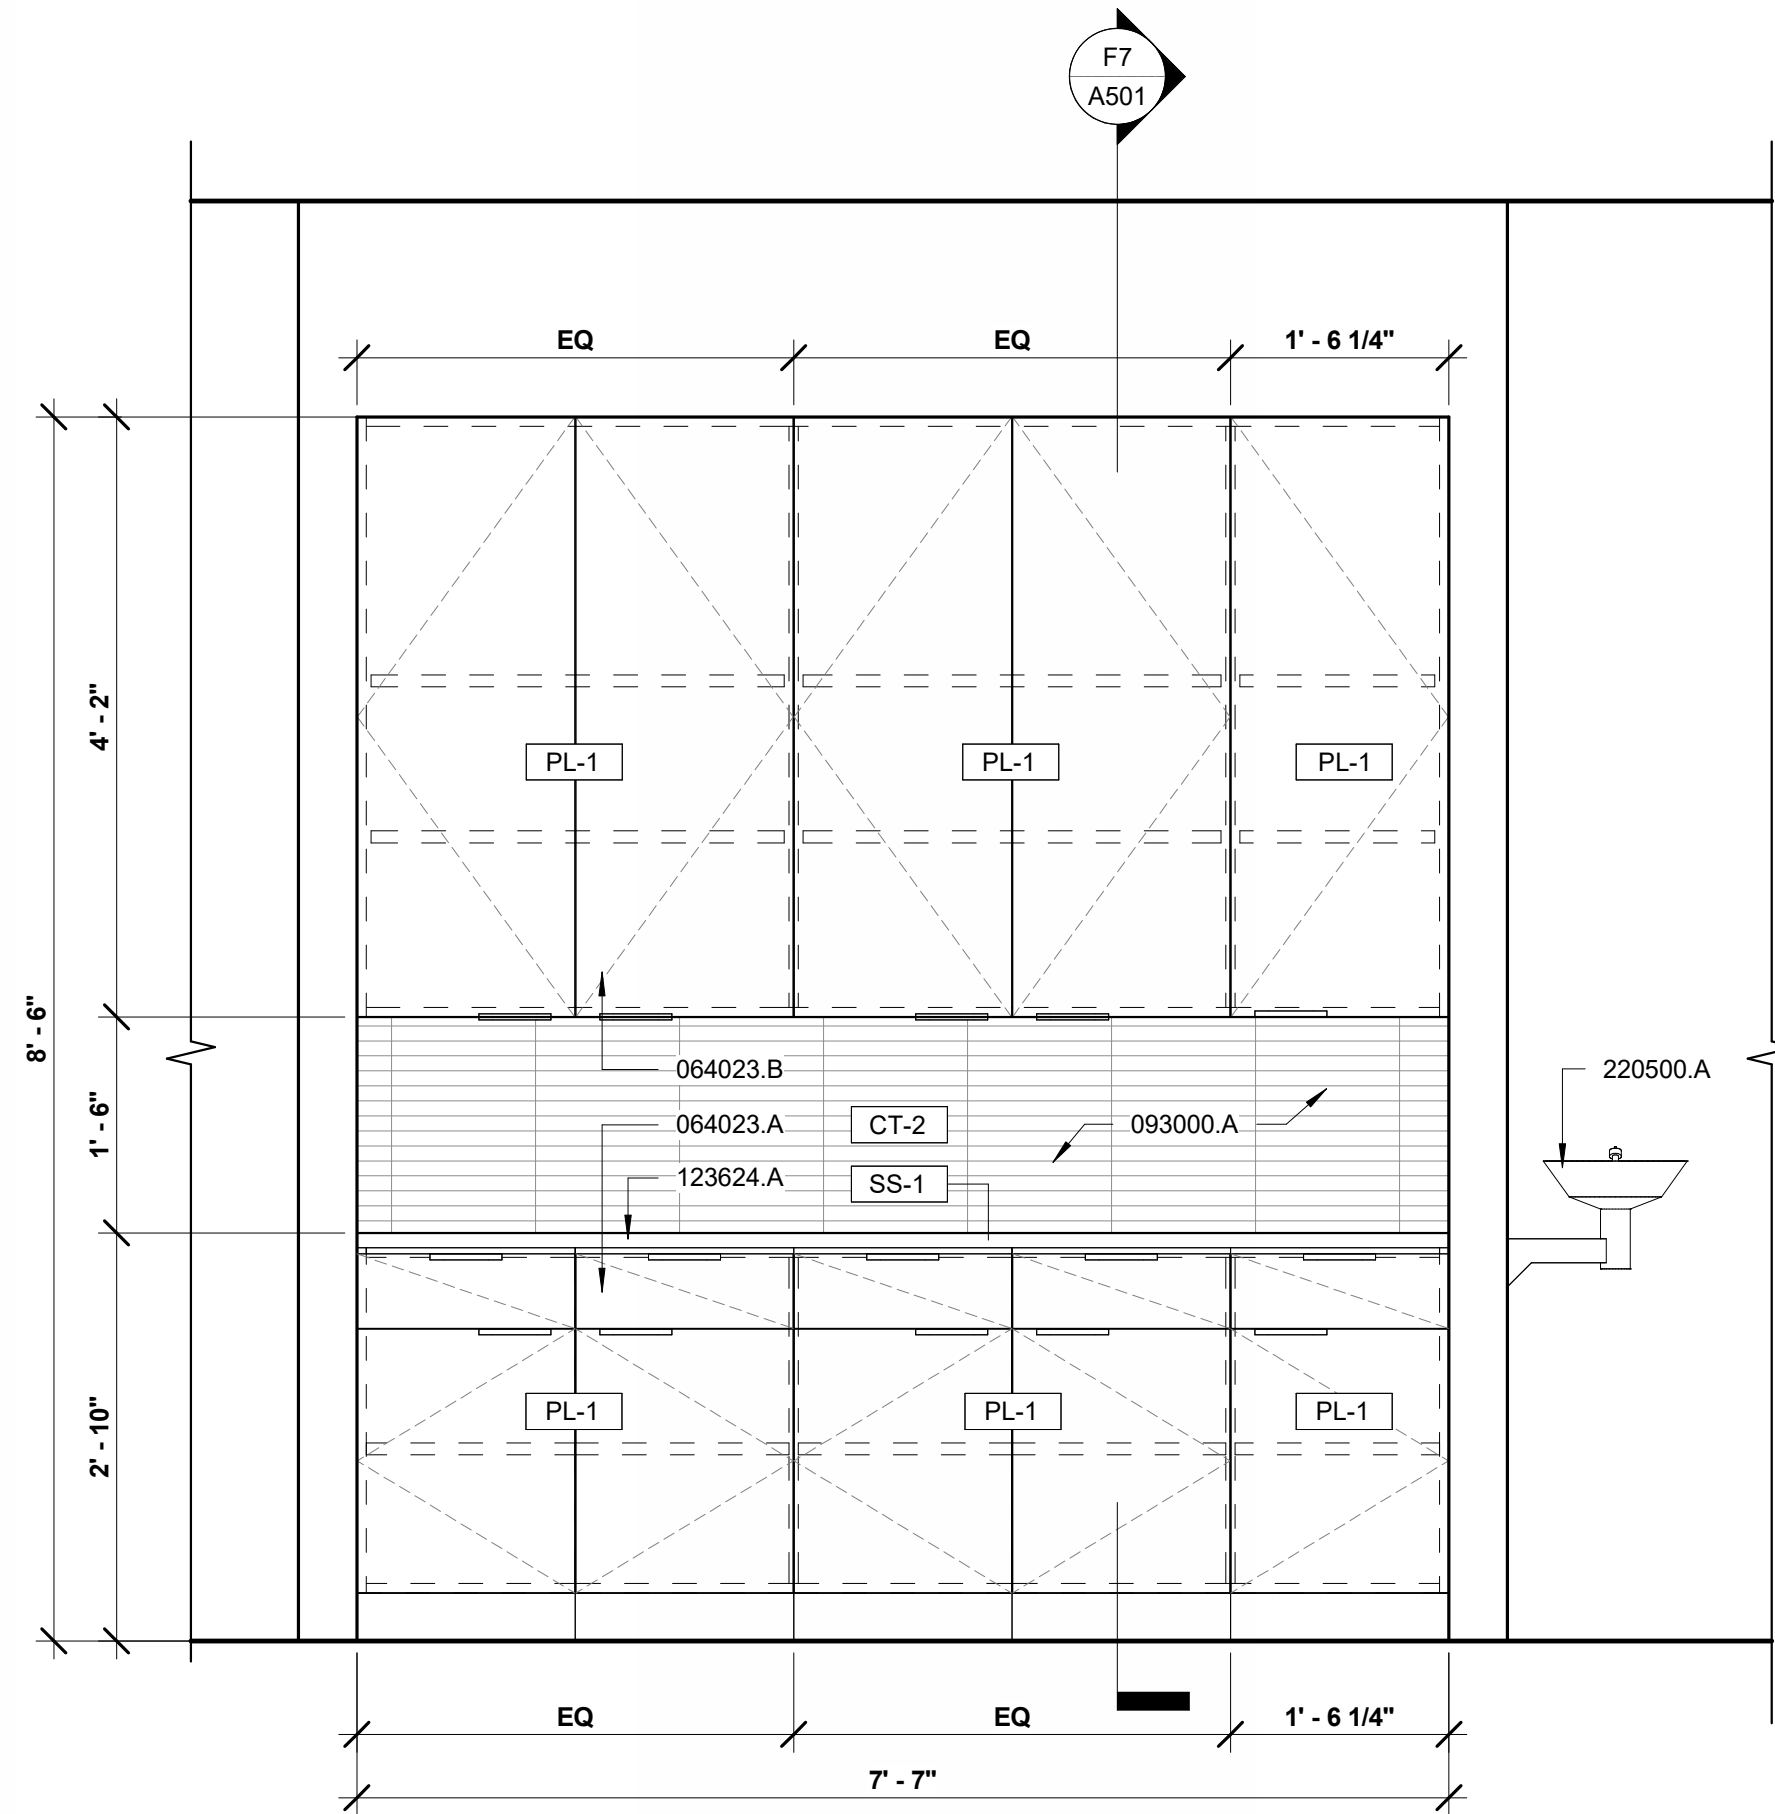 F7
A501
EQ
EQ
1' - 6 1/4"
4' - 2"
PL-1
PL-1
PL-1
8' - 6"
064023.B
220500.A
1' - 6"
064023.A
CT-2
093000.A
123624.A
SS-1
2' - 10"
PL-1
PL-1
PL-1
EQ
EQ
1' - 6 1/4"
7' - 7"